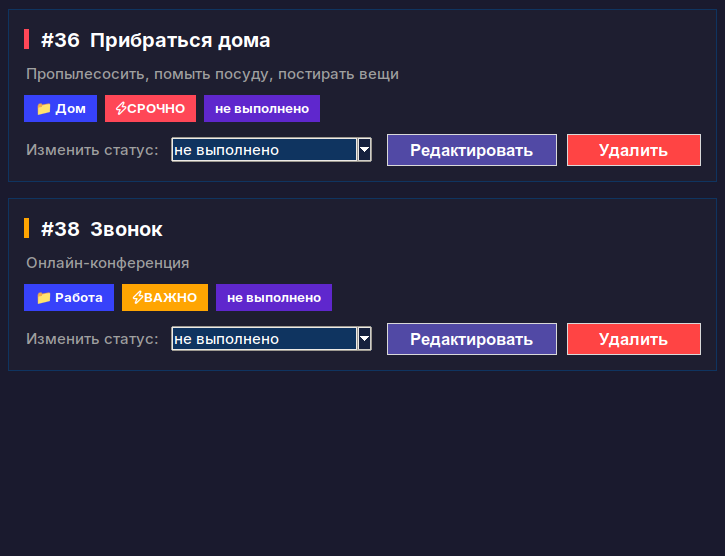 #36 Прибраться дома
Пропылесосить, помыть посуду, постирать вещи
📁 Дом ⚡СРОЧНО не выполнено
Изменить статус: не выполнено Редактировать Удалить
#38 Звонок
Онлайн-конференция
📁 Работа ⚡ВАЖНО не выполнено
Изменить статус: не выполнено Редактировать Удалить